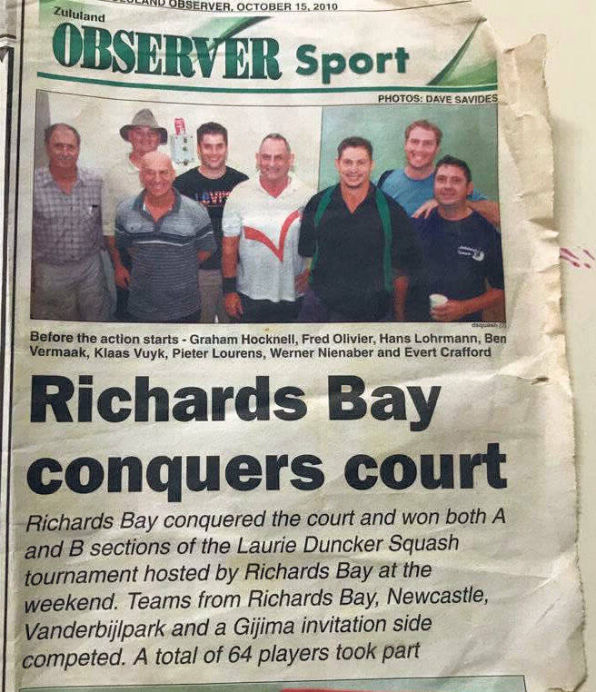 OBSERVER, OCTOBER 15, 2010
Zululand
OBSERVER Sport
PHOTOS: DAVE SAVIDES
Before the action starts - Graham Hocknell, Fred Olivier, Hans Lohrmann, Ben
Vermaak, Klaas Vuyk, Pieter Lourens, Werner Nienaber and Evert Crafford
Richards Bay
conquers court
Richards Bay conquered the court and won both A
and B sections of the Laurie Duncker Squash
tournament hosted by Richards Bay at the
weekend. Teams from Richards Bay, Newcastle,
Vanderbijlpark and a Gijima invitation side
competed. A total of 64 players took part